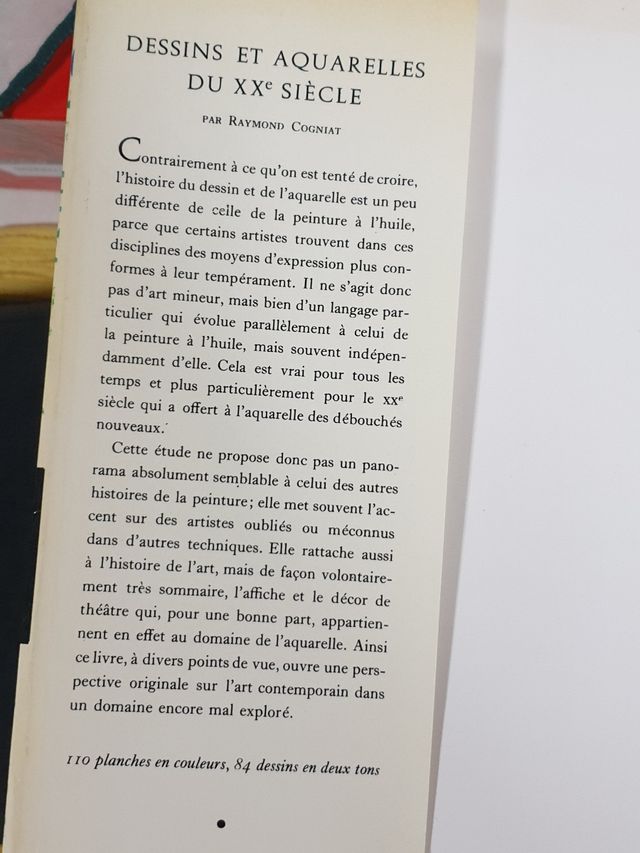 DESSINS ET AQUARELLES
DU XXe SIÈCLE
PAR RAYMOND COGNIAT
Contrairement à ce qu'on est tenté de croire,
l'histoire du dessin et de l'aquarelle est un peu
différente de celle de la peinture à l'huile,
parce que certains artistes trouvent dans ces
disciplines des moyens d'expression plus con-
formes à leur tempérament. Il ne s'agit donc
pas d'art mineur, mais bien d'un langage par-
ticulier qui évolue parallèlement à celui de
la peinture à l'huile, mais souvent indépen-
damment d'elle. Cela est vrai pour tous les
temps et plus particulièrement pour le XXe
siècle qui a offert à l'aquarelle des débouchés
nouveaux.
Cette étude ne propose donc pas un pano-
rama absolument semblable à celui des autres
histoires de la peinture; elle met souvent l'ac-
cent sur des artistes oubliés ou méconnus
dans d'autres techniques. Elle rattache aussi
à l'histoire de l'art, mais de façon volontaire-
ment très sommaire, l'affiche et le décor de
théâtre qui, pour une bonne part, appartien-
nent en effet au domaine de l'aquarelle. Ainsi
ce livre, à divers points de vue, ouvre une pers-
pective originale sur l'art contemporain dans
un domaine encore mal exploré.
110 planches en couleurs, 84 dessins en deux tons